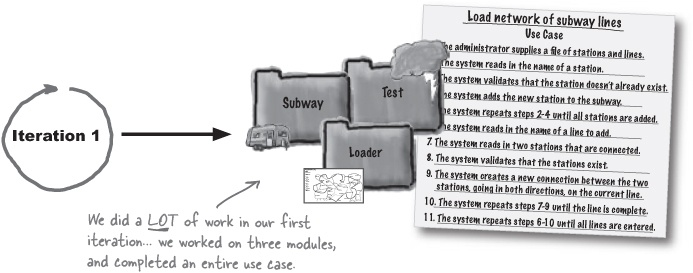 Iteration 1
Subway
Test
Loader
We did a LOT of work in our first
iteration... we worked on three modules,
and completed an entire use case.
Load network of subway lines
Use Case
The administrator supplies a file of stations and lines.
The system reads in the name of a station.
The system validates that the station doesn't already exist.
The system adds the new station to the subway.
The system repeats steps 2-4 until all stations are added.
The system reads in the name of a line to add.
7. The system reads in two stations that are connected.
8. The system validates that the stations exist.
9. The system creates a new connection between the two
stations, going in both directions, on the current line.
10. The system repeats steps 7-9 until the line is complete.
11. The system repeats steps 6-10 until all lines are entered.